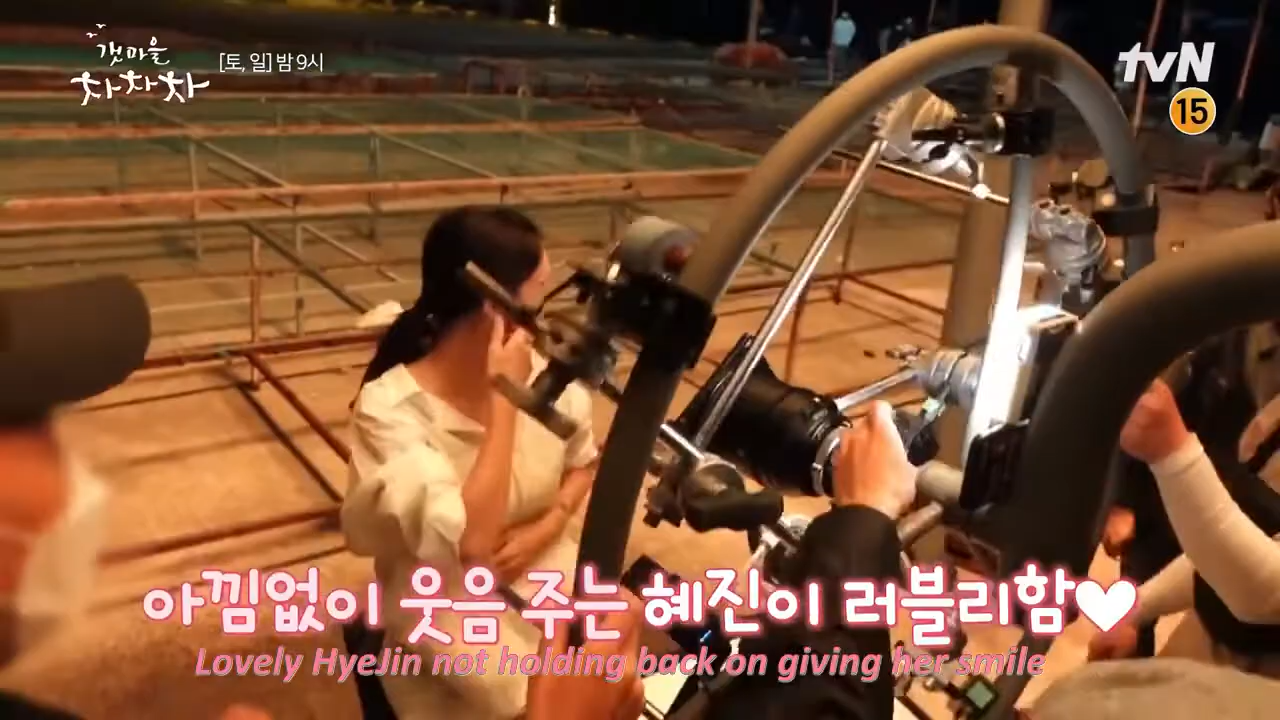 갯마을
차차차
[토, 일] 밤 9시
tvN
15
아낌없이 웃음 주는 혜진이 러블리함♥
Lovely HyeJin not holding back on giving her smile